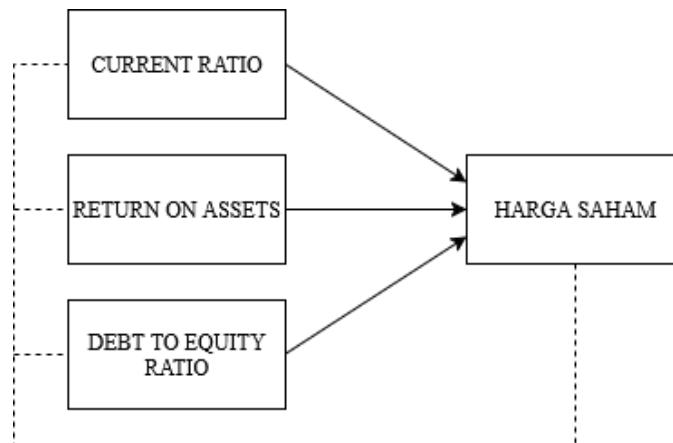 CURRENT RATIO
RETURN ON ASSETS
HARGA SAHAM
DEBT TO EQUITY
RATIO